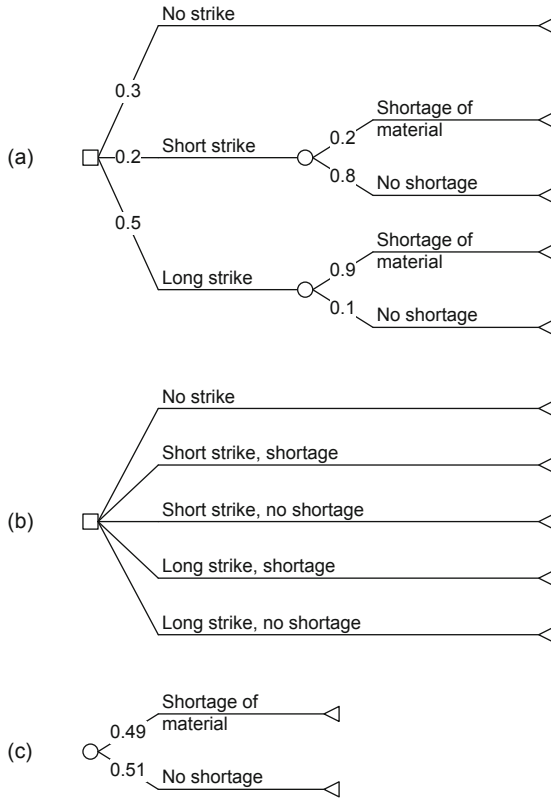 No strike
0.3
Shortage of
material
0.2
(a)
0.2
Short strike
0.8
No shortage
0.5
Shortage of
material
0.9
Long strike
0.1
No shortage
No strike
Short strike, shortage
(b)
Short strike, no shortage
Long strike, shortage
Long strike, no shortage
Shortage of
material
0.49
(c)
0.51
No shortage